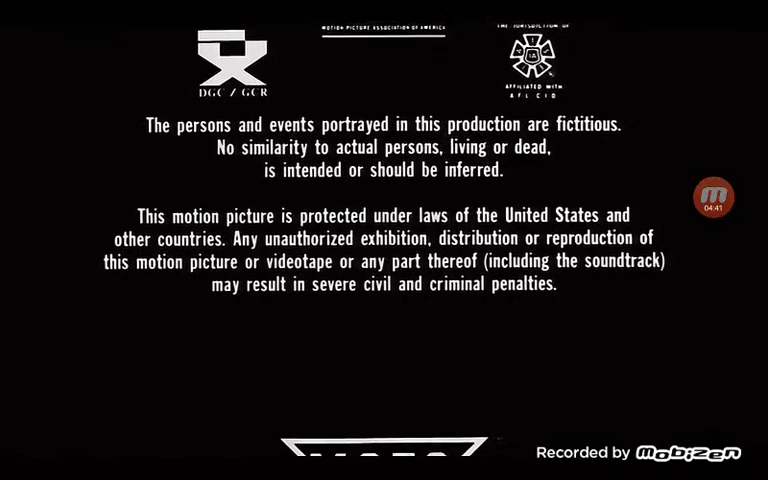 MOTION PICTURE ASSOCIATION OF AMERICA
THE JURISDICTION OF
DGC / GCR
IA
AFFILIATED WITH
AFL CIO
The persons and events portrayed in this production are fictitious.
No similarity to actual persons, living or dead,
is intended or should be inferred.
04:41
This motion picture is protected under laws of the United States and
other countries. Any unauthorized exhibition, distribution or reproduction of
this motion picture or videotape or any part thereof (including the soundtrack)
may result in severe civil and criminal penalties.
Recorded by mobizen